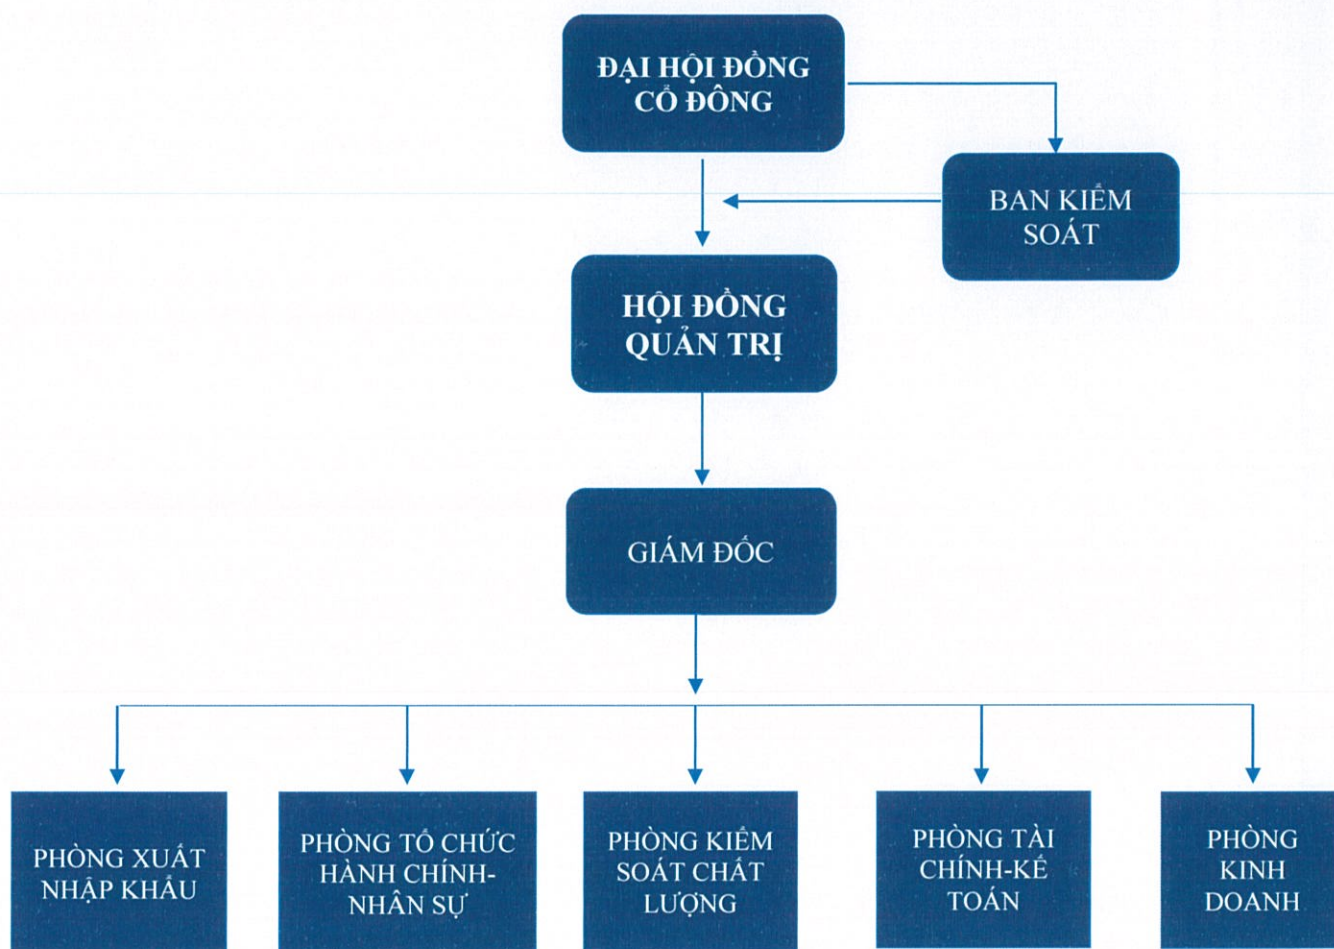 ĐẠI HỘI ĐỒNG
CỔ ĐÔNG
BAN KIỂM
SOÁT
HỘI ĐỒNG
QUẢN TRỊ
GIÁM ĐỐC
PHÒNG XUẤT
NHẬP KHẨU
PHÒNG TỔ CHỨC
HÀNH CHÍNH-
NHÂN SỰ
PHÒNG KIỂM
SOÁT CHẤT
LƯỢNG
PHÒNG TÀI
CHÍNH-KẾ
TOÁN
PHÒNG
KINH
DOANH